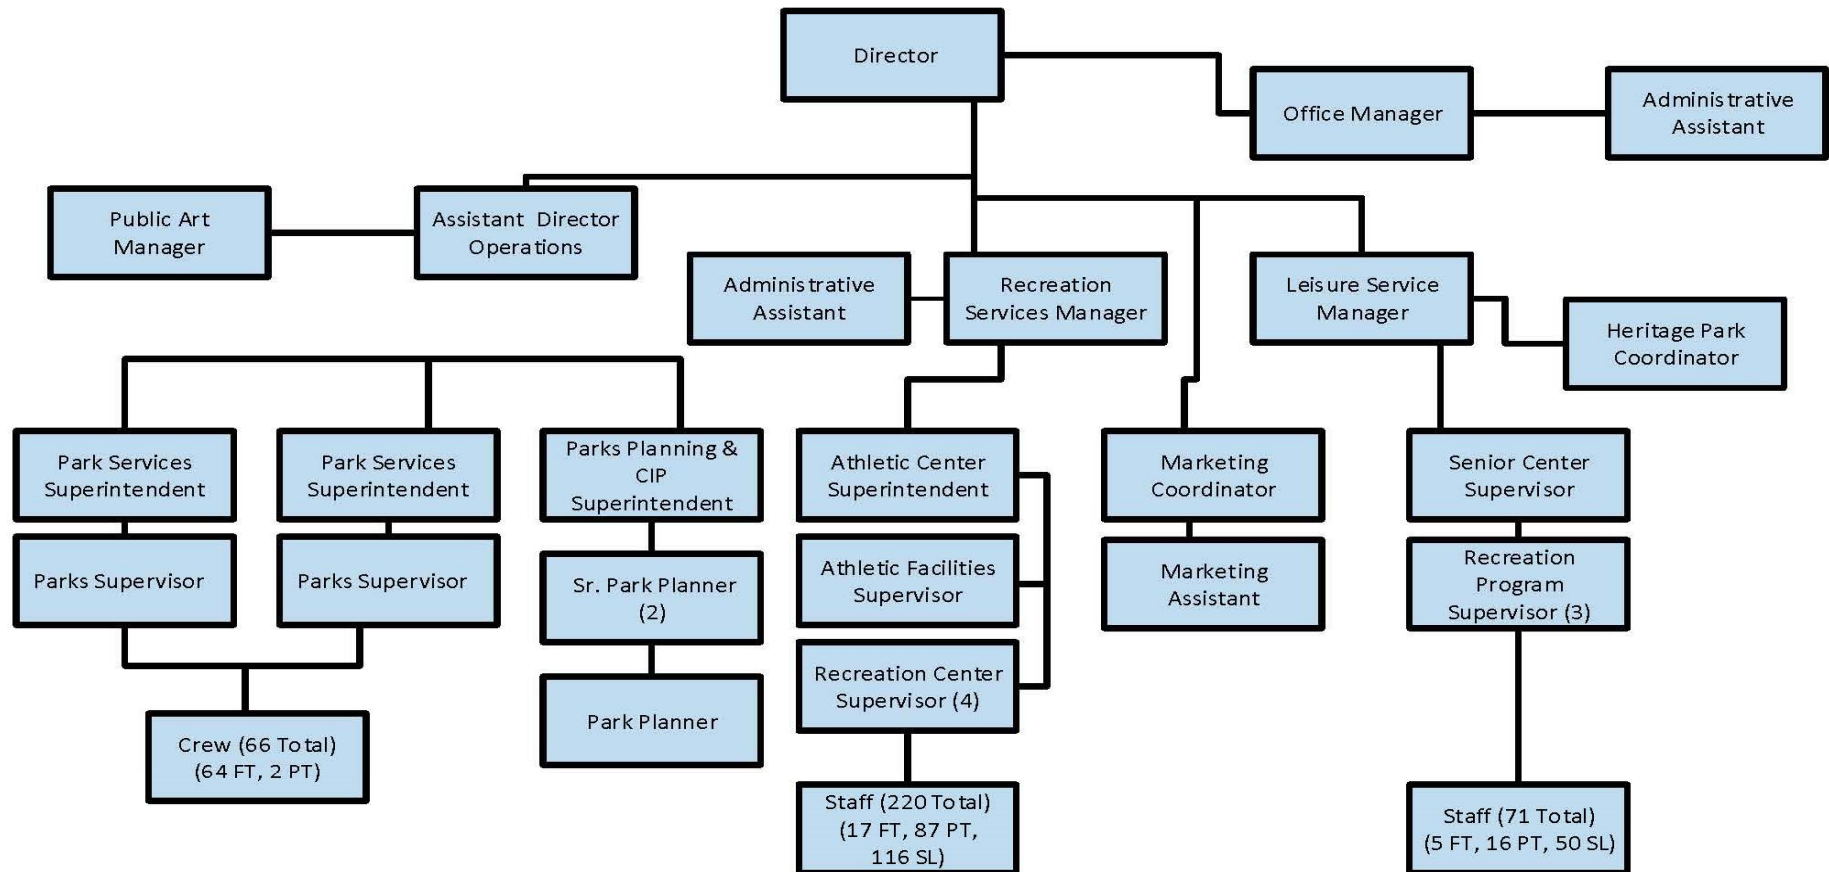 Director
Office Manager
Administrative
Assistant
Public Art
Manager
Assistant Director
Operations
Administrative
Assistant
Recreation
Services Manager
Leisure Service
Manager
Heritage Park
Coordinator
Park Services
Superintendent
Park Services
Superintendent
Parks Planning &
CIP
Superintendent
Athletic Center
Superintendent
Marketing
Coordinator
Senior Center
Supervisor
Parks Supervisor
Parks Supervisor
Sr. Park Planner
(2)
Athletic Facilities
Supervisor
Marketing
Assistant
Recreation
Program
Supervisor (3)
Park Planner
Recreation Center
Supervisor (4)
Crew (66 Total)
(64 FT, 2 PT)
Staff (220 Total)
(17 FT, 87 PT,
116 SL)
Staff (71 Total)
(5 FT, 16 PT, 50 SL)